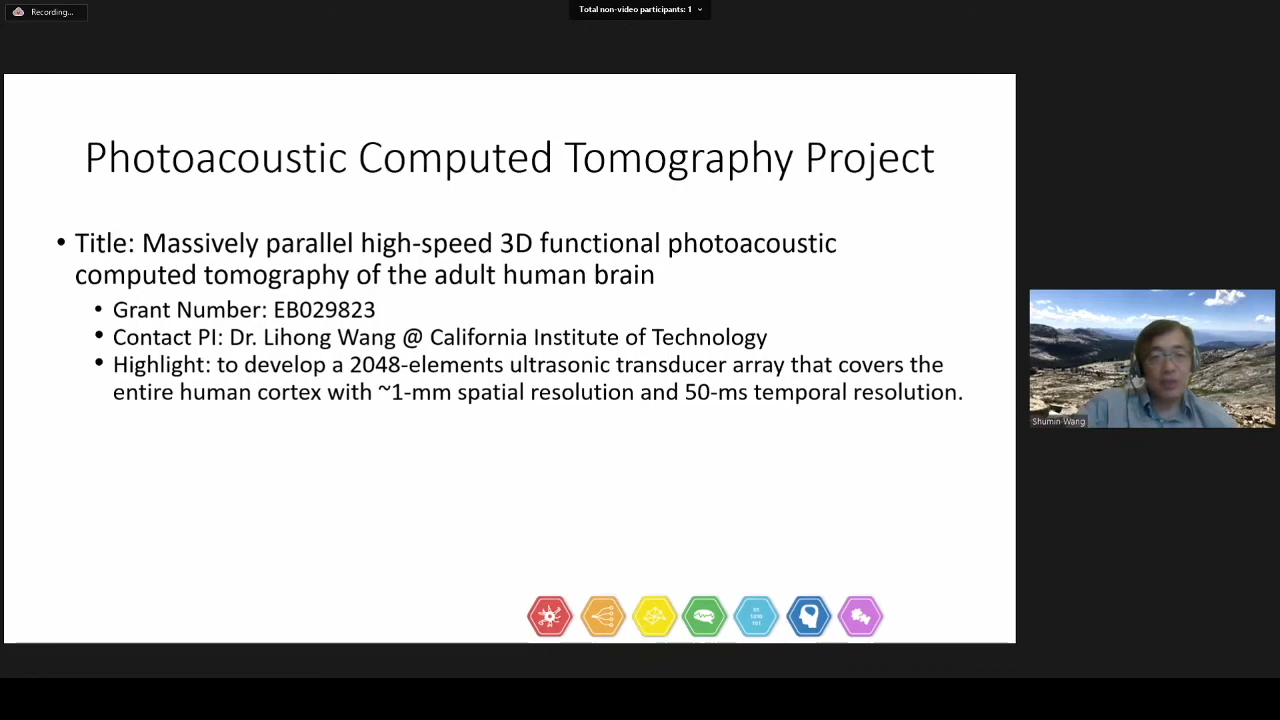 Recording...
Total non-video participants: 1
Photoacoustic Computed Tomography Project
• Title: Massively parallel high-speed 3D functional photoacoustic
computed tomography of the adult human brain
• Grant Number: EB029823
• Contact PI: Dr. Lihong Wang @ California Institute of Technology
• Highlight: to develop a 2048-elements ultrasonic transducer array that covers the
entire human cortex with ~1-mm spatial resolution and 50-ms temporal resolution.
Shumin Wang